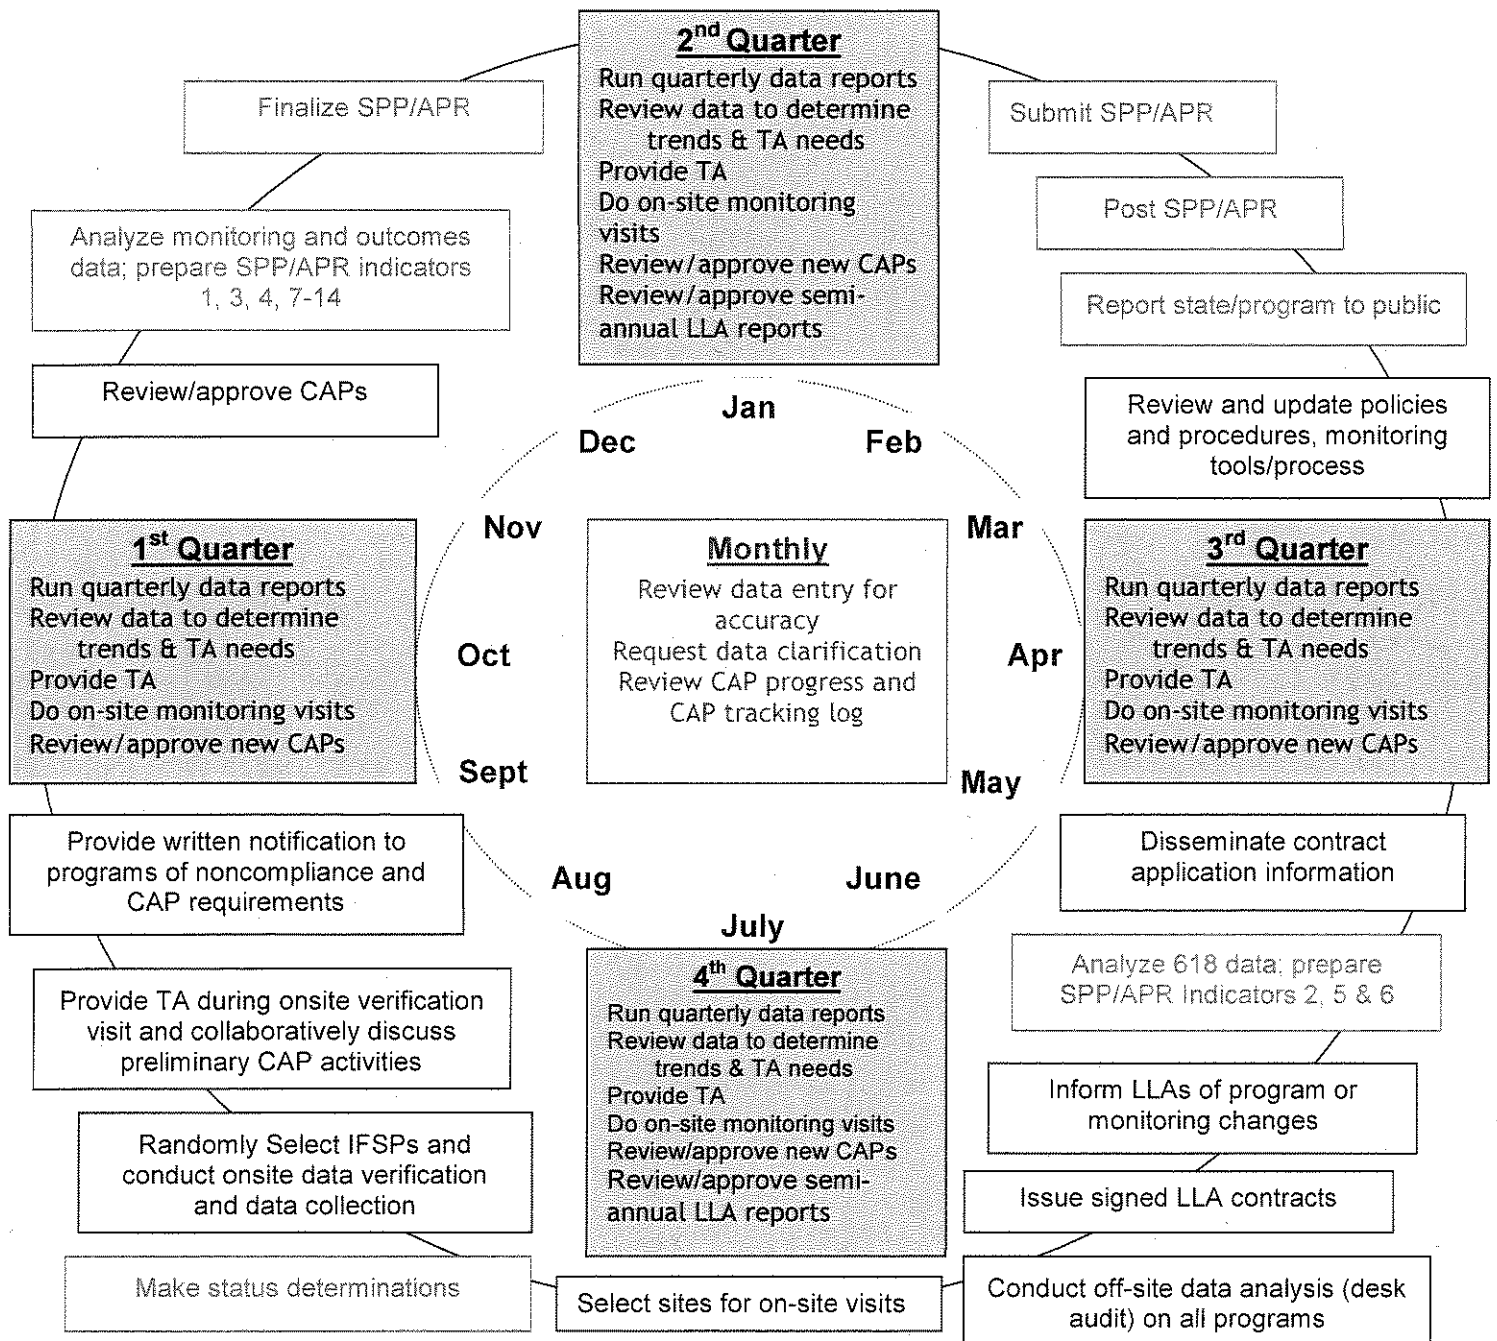 2nd Quarter
Run quarterly data reports
Review data to determine
trends & TA needs
Provide TA
Do on-site monitoring
visits
Review/approve new CAPs
Review/approve semi-
annual LLA reports
Finalize SPP/APR
Submit SPP/APR
Analyze monitoring and outcomes
data; prepare SPP/APR indicators
1, 3, 4, 7-14
Post SPP/APR
Report state/program to public
Review/approve CAPs
Review and update policies
and procedures, monitoring
tools/process
Jan
Dec
Feb
Nov
Mar
Oct
Apr
Sept
May
Aug
June
July
1st Quarter
Run quarterly data reports
Review data to determine
trends & TA needs
Provide TA
Do on-site monitoring visits
Review/approve new CAPs
Monthly
Review data entry for
accuracy
Request data clarification
Review CAP progress and
CAP tracking log
3rd Quarter
Run quarterly data reports
Review data to determine
trends & TA needs
Provide TA
Do on-site monitoring visits
Review/approve new CAPs
Provide written notification to
programs of noncompliance and
CAP requirements
Disseminate contract
application information
Provide TA during onsite verification
visit and collaboratively discuss
preliminary CAP activities
4th Quarter
Run quarterly data reports
Review data to determine
trends & TA needs
Provide TA
Do on-site monitoring visits
Review/approve new CAPs
Review/approve semi-
annual LLA reports
Analyze 618 data; prepare
SPP/APR Indicators 2, 5 & 6
Inform LLAs of program or
monitoring changes
Randomly Select IFSPs and
conduct onsite data verification
and data collection
Issue signed LLA contracts
Make status determinations
Select sites for on-site visits
Conduct off-site data analysis (desk
audit) on all programs